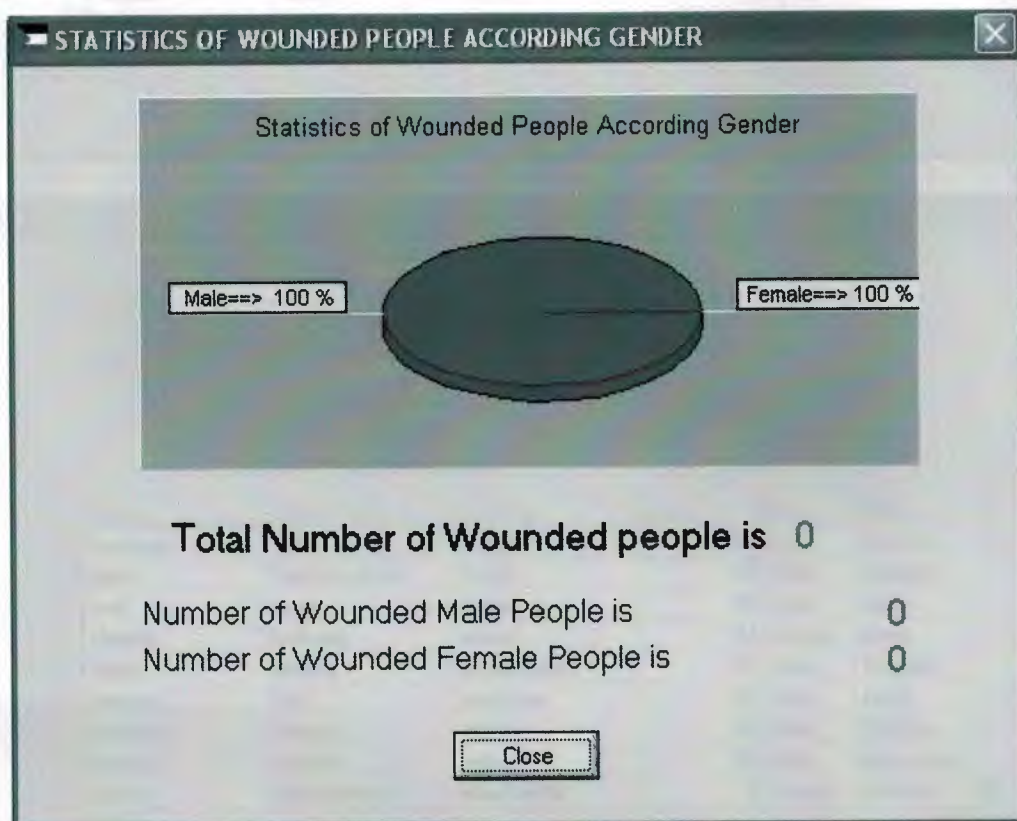 STATISTICS OF WOUNDED PEOPLE ACCORDING GENDER
Statistics of Wounded People According Gender
Male==> 100 %
Female==> 100 %
Total Number of Wounded people is 0
Number of Wounded Male People is 0
Number of Wounded Female People is 0
Close